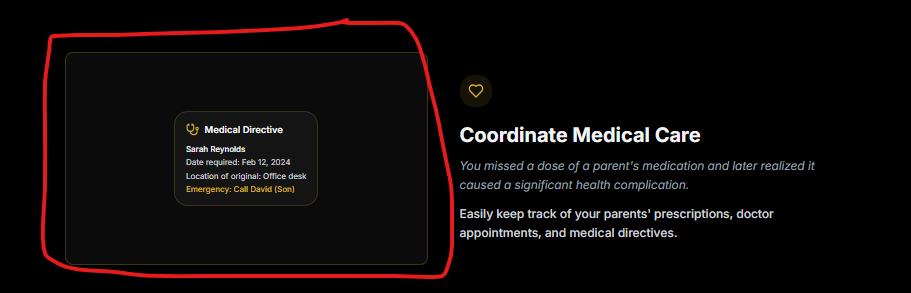 Medical Directive
Sarah Reynolds
Date required: Feb 12, 2024
Location of original: Office desk
Emergency: Call David (Son)
Coordinate Medical Care
You missed a dose of a parent's medication and later realized it
caused a significant health complication.
Easily keep track of your parents' prescriptions, doctor
appointments, and medical directives.